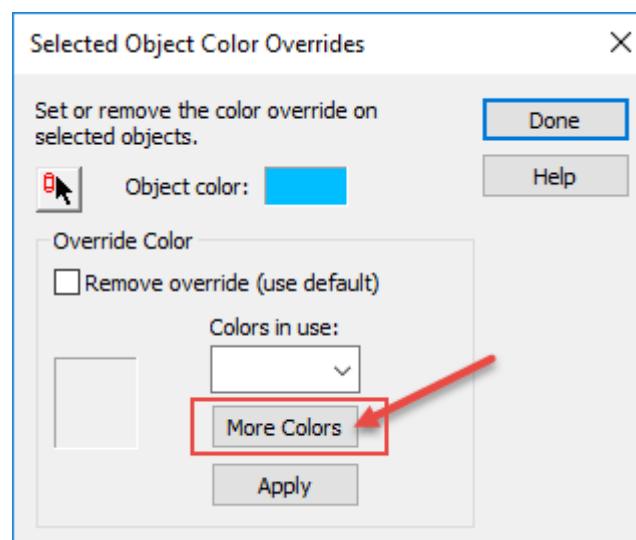 Selected Object Color Overrides
Set or remove the color override on
selected objects.
Done
Object color:
Help
Override Color
Remove override (use default)
Colors in use:
More Colors
Apply